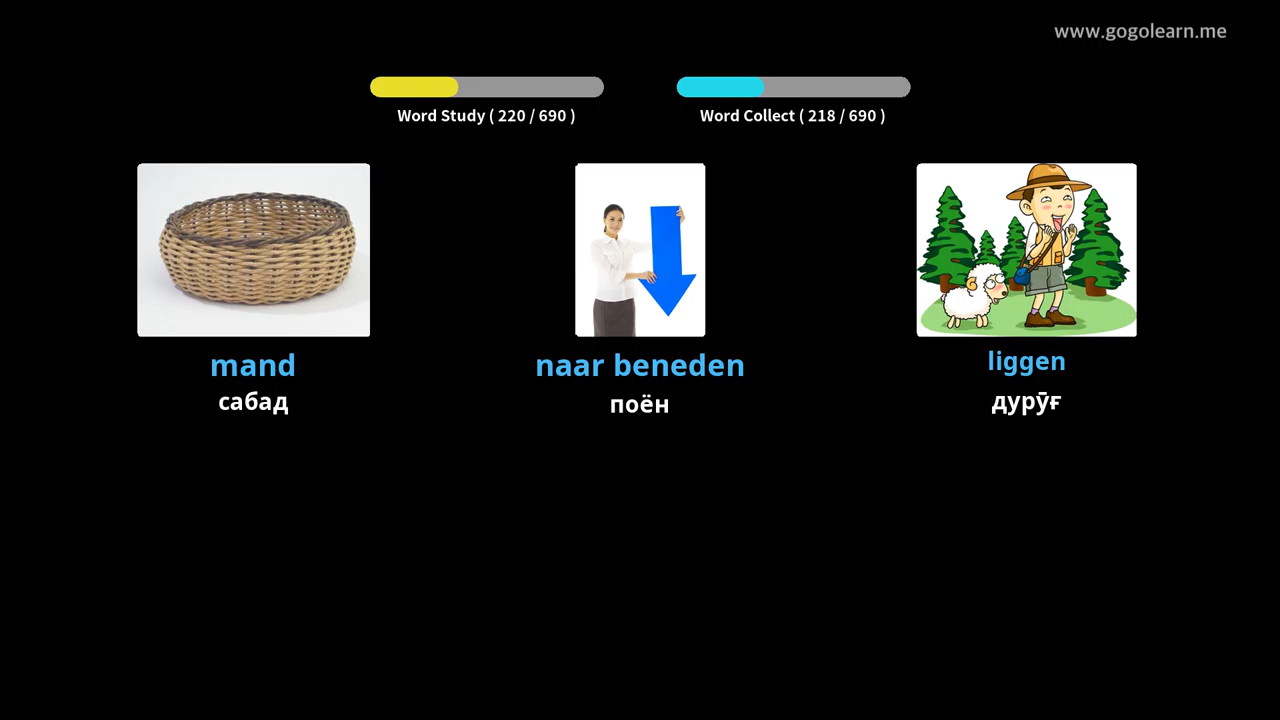 www.gogolearn.me
Word Study ( 220 / 690 )
Word Collect ( 218 / 690 )
mand
naar beneden
liggen
сабад
поён
дурӯғ